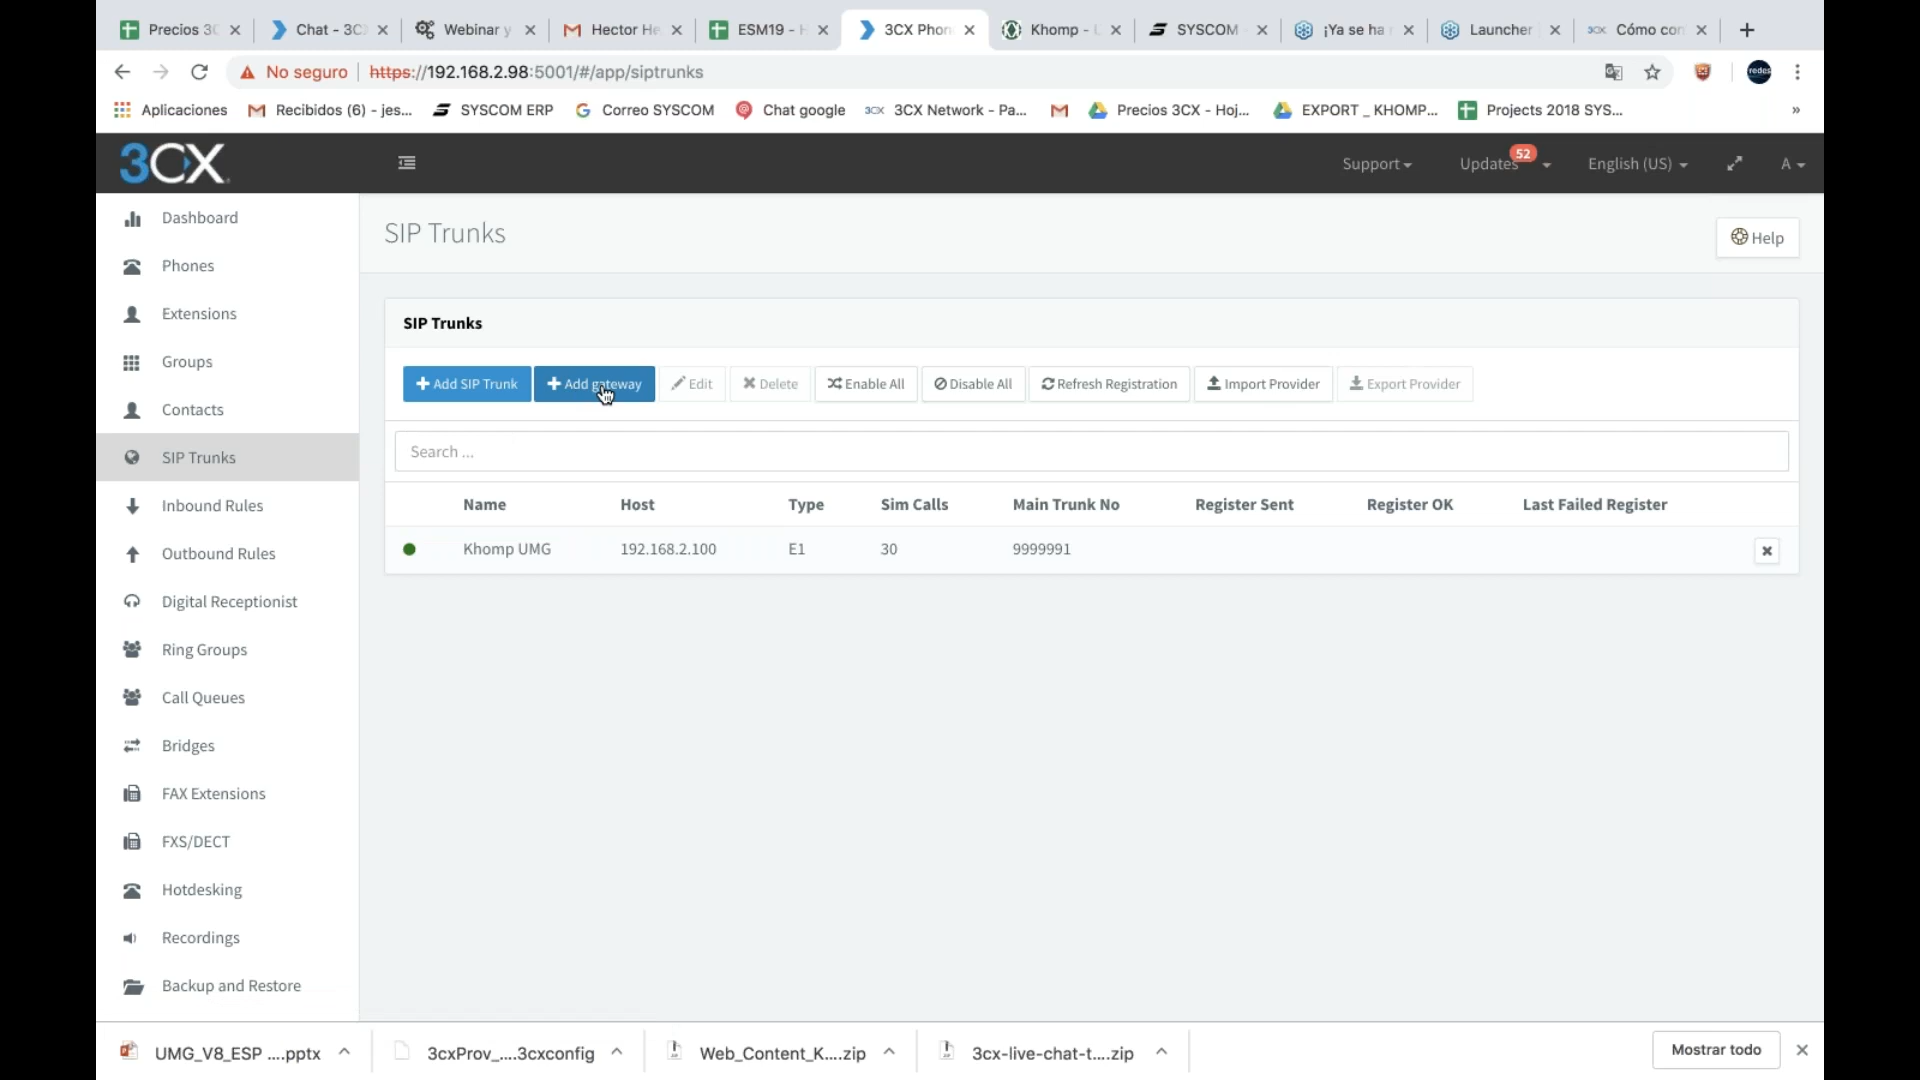 Precios 3C
Chat - 3CX
Webinar y
Hector He
ESM19 - H
3CX Phon
Khomp - L
SYSCOM
¡Ya se ha
Launcher
Cómo con
No seguro
https://192.168.2.98:5001/#/app/siptrunks
redes
Aplicaciones
Recibidos (6) - jes...
SYSCOM ERP
Correo SYSCOM
Chat google
3CX Network - Pa...
Precios 3CX - Hoj...
EXPORT _ KHOMP...
Projects 2018 SYS...
»
3CX
Support
Updates
52
English (US)
A
Dashboard
Phones
Extensions
Groups
Contacts
SIP Trunks
Inbound Rules
Outbound Rules
Digital Receptionist
Ring Groups
Call Queues
Bridges
FAX Extensions
FXS/DECT
Hotdesking
Recordings
Backup and Restore
SIP Trunks
Help
SIP Trunks
Add SIP Trunk
Add gateway
Edit
Delete
Enable All
Disable All
Refresh Registration
Import Provider
Export Provider
Search ...
Name Host Type Sim Calls Main Trunk No Register Sent Register OK Last Failed Register
Khomp UMG 192.168.2.100 E1 30 9999991
UMG_V8_ESP ....pptx
3cxProv_....3cxconfig
Web_Content_K....zip
3cx-live-chat-t....zip
Mostrar todo